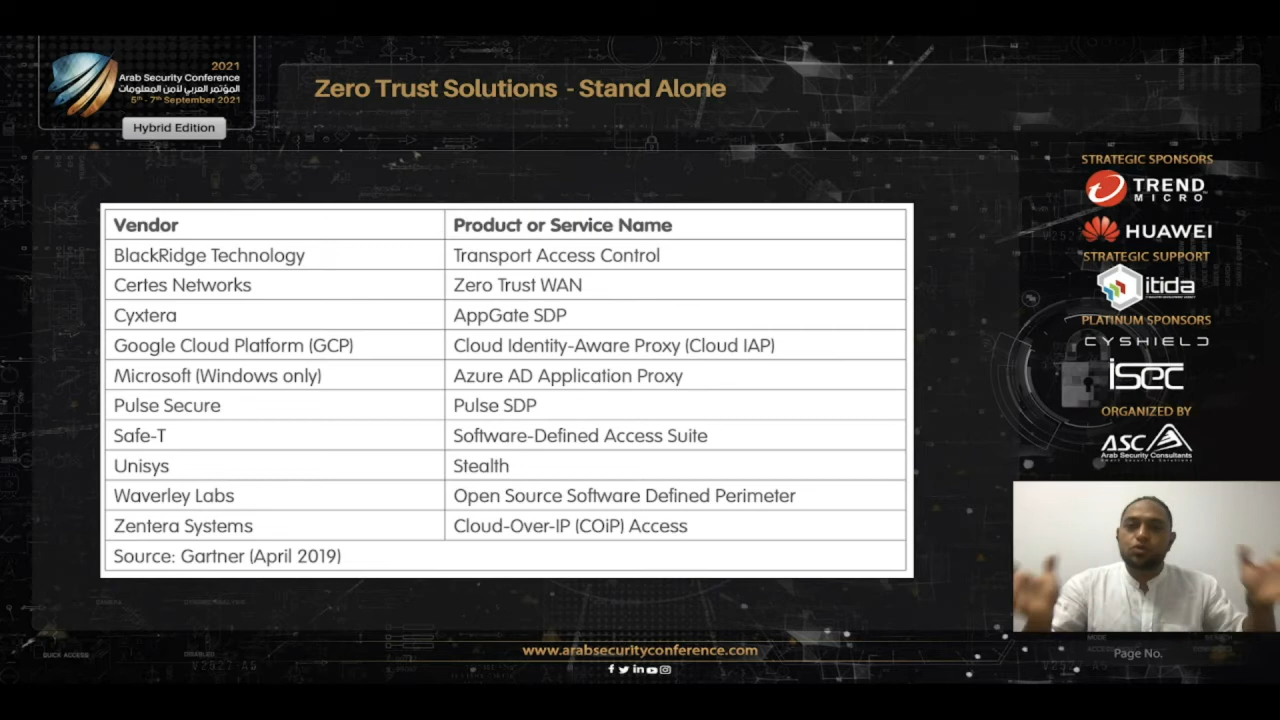 2021
Arab Security Conference
المؤتمر العربي لأمن المعلومات
5th - 7th September 2021
Hybrid Edition
Zero Trust Solutions - Stand Alone
Vendor Product or Service Name
BlackRidge Technology Transport Access Control
Certes Networks Zero Trust WAN
Cyxtera AppGate SDP
Google Cloud Platform (GCP) Cloud Identity-Aware Proxy (Cloud IAP)
Microsoft (Windows only) Azure AD Application Proxy
Pulse Secure Pulse SDP
Safe-T Software-Defined Access Suite
Unisys Stealth
Waverley Labs Open Source Software Defined Perimeter
Zentera Systems Cloud-Over-IP (COiP) Access
Source: Gartner (April 2019)
STRATEGIC SPONSORS
TREND
MICRO
HUAWEI
STRATEGIC SUPPORT
itida
PLATINUM SPONSORS
CYSHIELD
isec
ORGANIZED BY
ASC
Arab Security Consultants
www.arabsecurityconference.com
Page No.
QUICK ACCESS